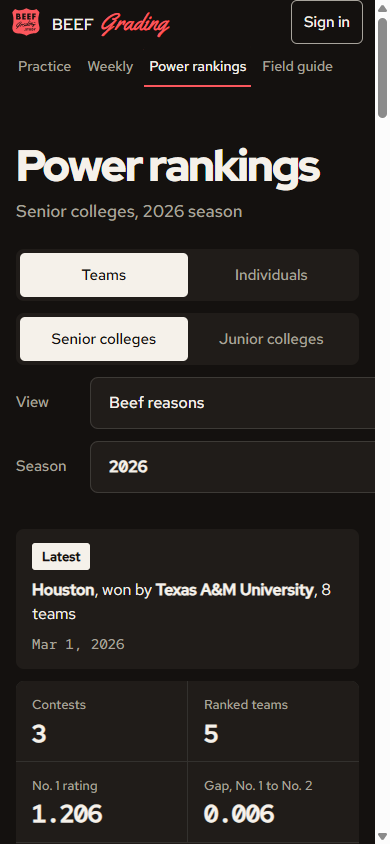 BEEF
Grading
BEEF Grading
Sign in
Practice Weekly Power rankings Field guide
Power rankings
Senior colleges, 2026 season
Teams Individuals
Senior colleges Junior colleges
View Beef reasons
Season 2026
Latest
Houston, won by Texas A&M University, 8
teams
Mar 1, 2026
Contests Ranked teams
3 5
No. 1 rating Gap, No. 1 to No. 2
1.206 0.006